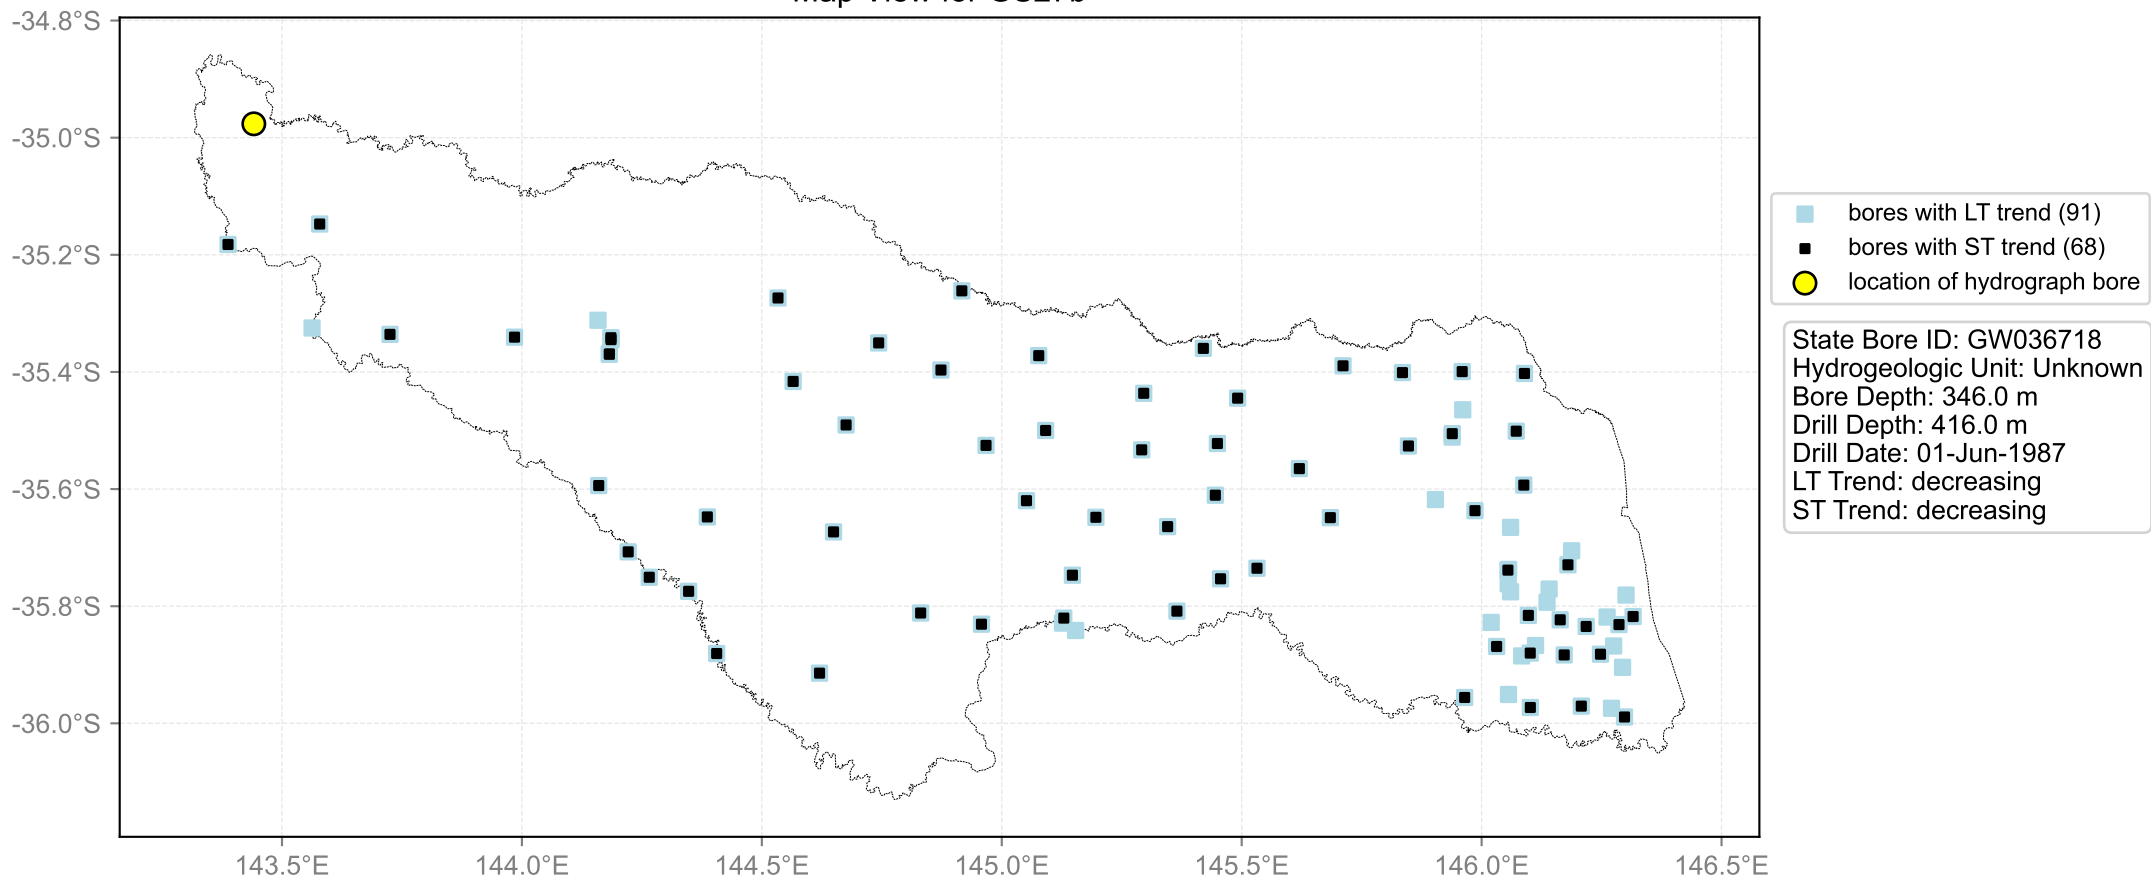 -34.8°S
-35.0°S
-35.2°S
-35.4°S
-35.6°S
-35.8°S
-36.0°S
143.5°E
144.0°E
144.5°E
145.0°E
145.5°E
146.0°E
146.5°E
bores with LT trend (91)
bores with ST trend (68)
location of hydrograph bore
State Bore ID: GW036718
Hydrogeologic Unit: Unknown
Bore Depth: 346.0 m
Drill Depth: 416.0 m
Drill Date: 01-Jun-1987
LT Trend: decreasing
ST Trend: decreasing